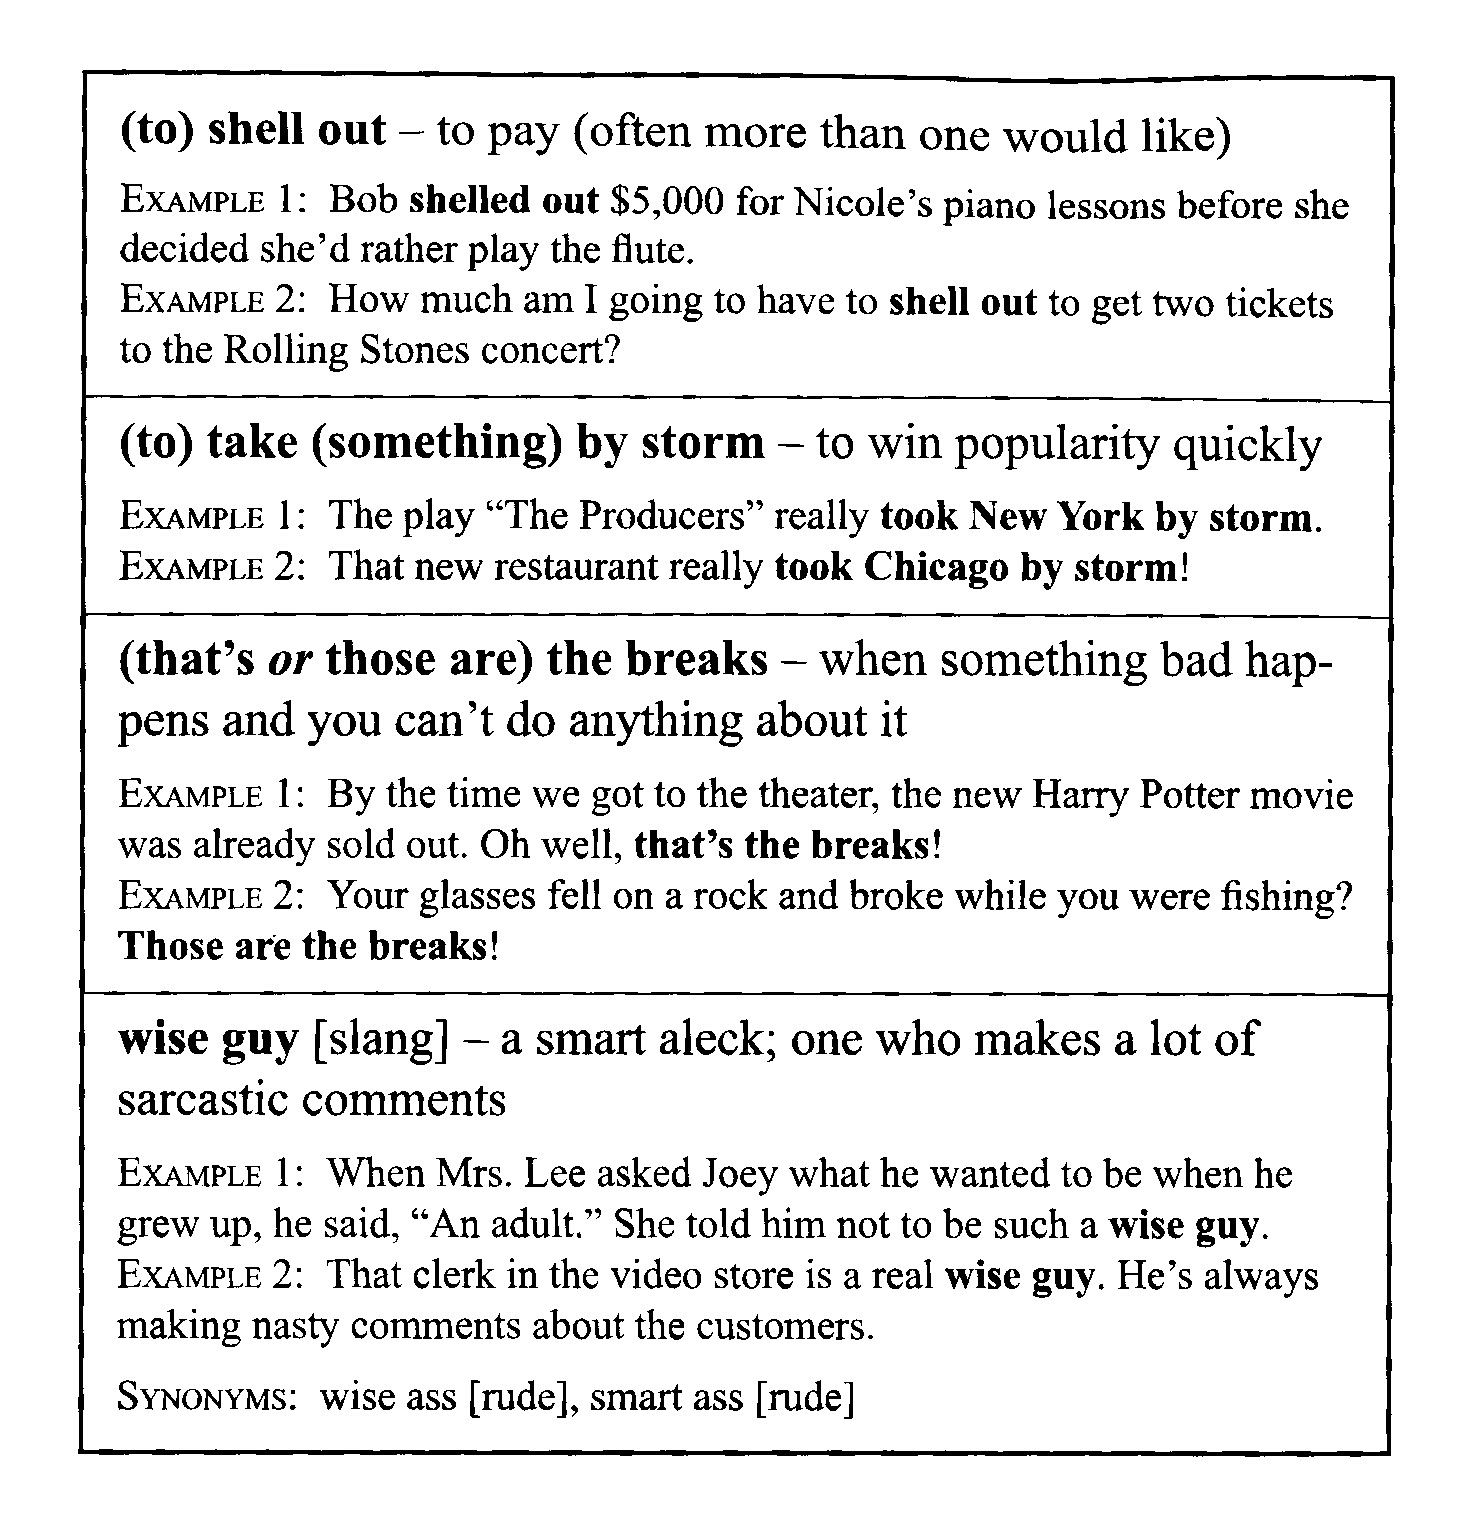 (to) shell out – to pay (often more than one would like)
EXAMPLE 1: Bob shelled out $5,000 for Nicole's piano lessons before she
decided she'd rather play the flute.
EXAMPLE 2: How much am I going to have to shell out to get two tickets
to the Rolling Stones concert?
(to) take (something) by storm – to win popularity quickly
EXAMPLE 1: The play “The Producers” really took New York by storm.
EXAMPLE 2: That new restaurant really took Chicago by storm!
(that's or those are) the breaks – when something bad hap-
pens and you can't do anything about it
EXAMPLE 1: By the time we got to the theater, the new Harry Potter movie
was already sold out. Oh well, that's the breaks!
EXAMPLE 2: Your glasses fell on a rock and broke while you were fishing?
Those are the breaks!
wise guy [slang] – a smart aleck; one who makes a lot of
sarcastic comments
EXAMPLE 1: When Mrs. Lee asked Joey what he wanted to be when he
grew up, he said, “An adult.” She told him not to be such a wise guy.
EXAMPLE 2: That clerk in the video store is a real wise guy. He's always
making nasty comments about the customers.
SYNONYMS: wise ass [rude], smart ass [rude]